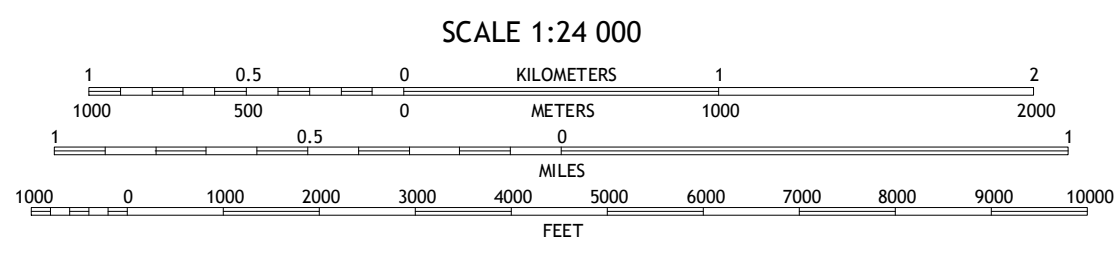 SCALE 1:24 000
1 0.5 0 KILOMETERS 1 2
1000 500 0 METERS 1000 2000
1 0.5 0 1
MILES
1000 0 1000 2000 3000 4000 5000 6000 7000 8000 9000 10000
FEET